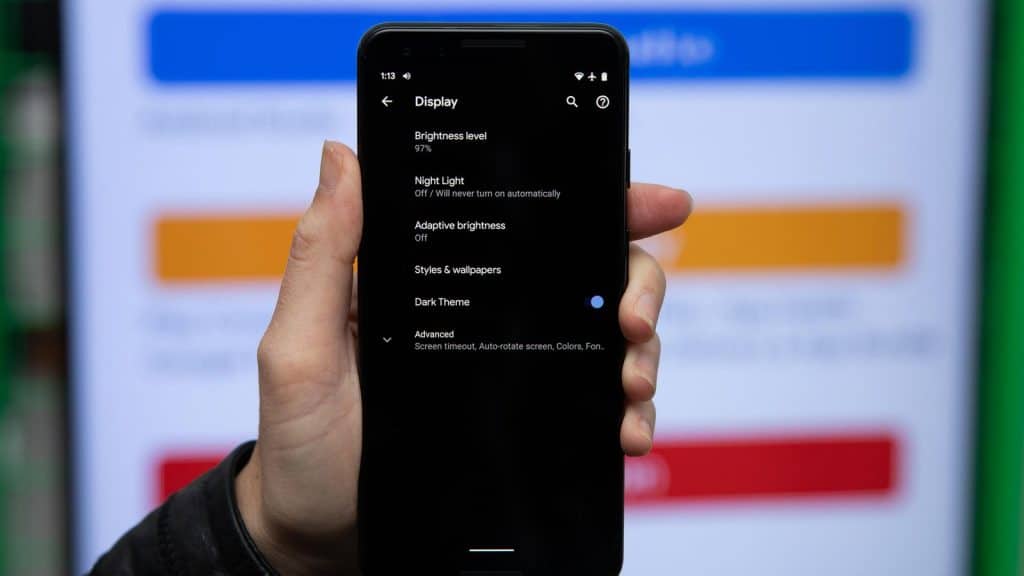 1:13
Display
Brightness level
97%
Night Light
Off / Will never turn on automatically
Adaptive brightness
Off
Styles & wallpapers
Dark Theme
Advanced
Screen timeout, Auto-rotate screen, Colors, Fon..